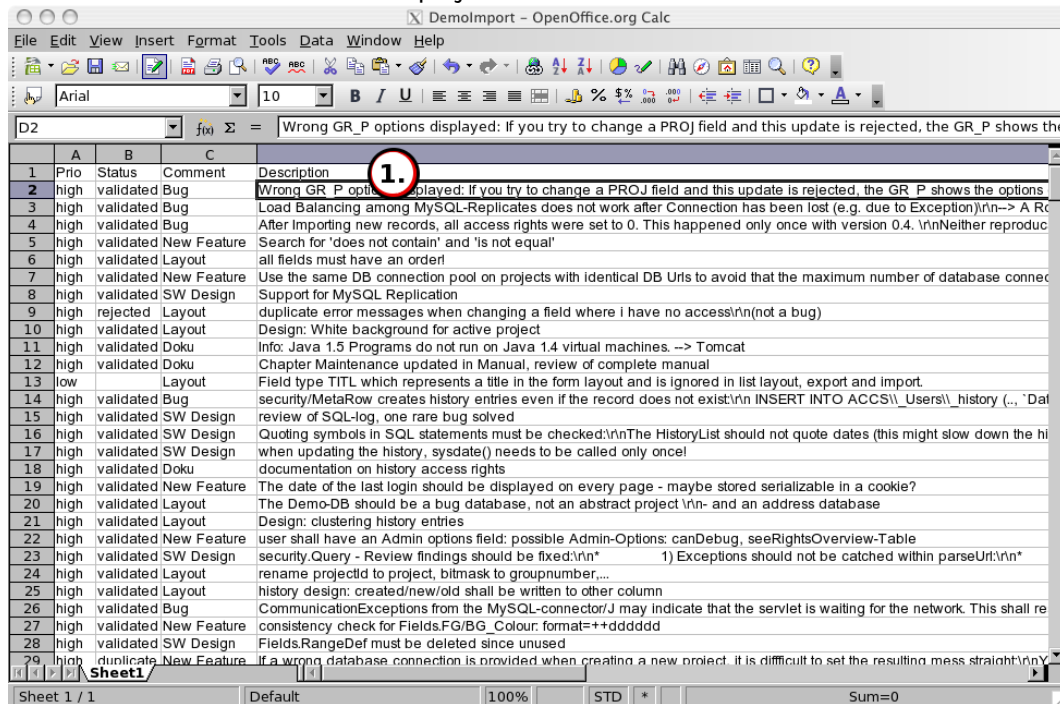 DemoImport – OpenOffice.org Calc
File Edit View Insert Format Tools Data Window Help
Arial 10 B I U
D2 f(x) Σ = Wrong GR_P options displayed: If you try to change a PROJ field and this update is rejected, the GR_P shows the
A B C
1 Prio Status Comment Description
1.
2 high validated Bug Wrong GR_P optio splayed: If you try to change a PROJ field and this update is rejected, the GR_P shows the options
3 high validated Bug Load Balancing among MySQL-Replicates does not work after Connection has been lost (e.g. due to Exception)\r\n--> A Ro
4 high validated Bug After Importing new records, all access rights were set to 0. This happened only once with version 0.4. \r\nNeither reproduc
5 high validated New Feature Search for 'does not contain' and 'is not equal'
6 high validated Layout all fields must have an order!
7 high validated New Feature Use the same DB connection pool on projects with identical DB Urls to avoid that the maximum number of database connec
8 high validated SW Design Support for MySQL Replication
9 high rejected Layout duplicate error messages when changing a field where i have no access\r\n(not a bug)
10 high validated Layout Design: White background for active project
11 high validated Doku Info: Java 1.5 Programs do not run on Java 1.4 virtual machines. --> Tomcat
12 high validated Doku Chapter Maintenance updated in Manual, review of complete manual
13 low Layout Field type TITL which represents a title in the form layout and is ignored in list layout, export and import.
14 high validated Bug security/MetaRow creates history entries even if the record does not exist:\r\n INSERT INTO ACCS\\_Users\\_history (.., `Dat
15 high validated SW Design review of SQL-log, one rare bug solved
16 high validated SW Design Quoting symbols in SQL statements must be checked:\r\nThe HistoryList should not quote dates (this might slow down the hi
17 high validated SW Design when updating the history, sysdate() needs to be called only once!
18 high validated Doku documentation on history access rights
19 high validated New Feature The date of the last login should be displayed on every page - maybe stored serializable in a cookie?
20 high validated Layout The Demo-DB should be a bug database, not an abstract project \r\n- and an address database
21 high validated Layout Design: clustering history entries
22 high validated New Feature user shall have an Admin options field: possible Admin-Options: canDebug, seeRightsOverview-Table
23 high validated SW Design security.Query - Review findings should be fixed:\r\n* 1) Exceptions should not be catched within parseUrl:\r\n*
24 high validated Layout rename projectId to project, bitmask to groupnumber,...
25 high validated Layout history design: created/new/old shall be written to other column
26 high validated Bug CommunicationExceptions from the MySQL-connector/J may indicate that the servlet is waiting for the network. This shall re
27 high validated New Feature consistency check for Fields.FG/BG_Colour: format=++dddddd
28 high validated SW Design Fields.RangeDef must be deleted since unused
29 high duplicate New Feature If a wrong database connection is provided when creating a new project, it is diffficult to set the resulting mess straight:\r\nY
Sheet1
Sheet 1 / 1 Default 100% STD * Sum=0